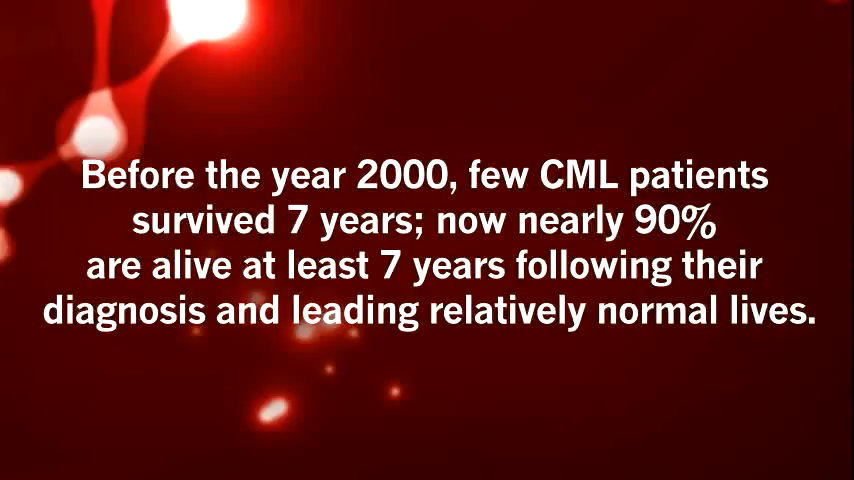 Before the year 2000, few CML patients
survived 7 years; now nearly 90%
are alive at least 7 years following their
diagnosis and leading relatively normal lives.